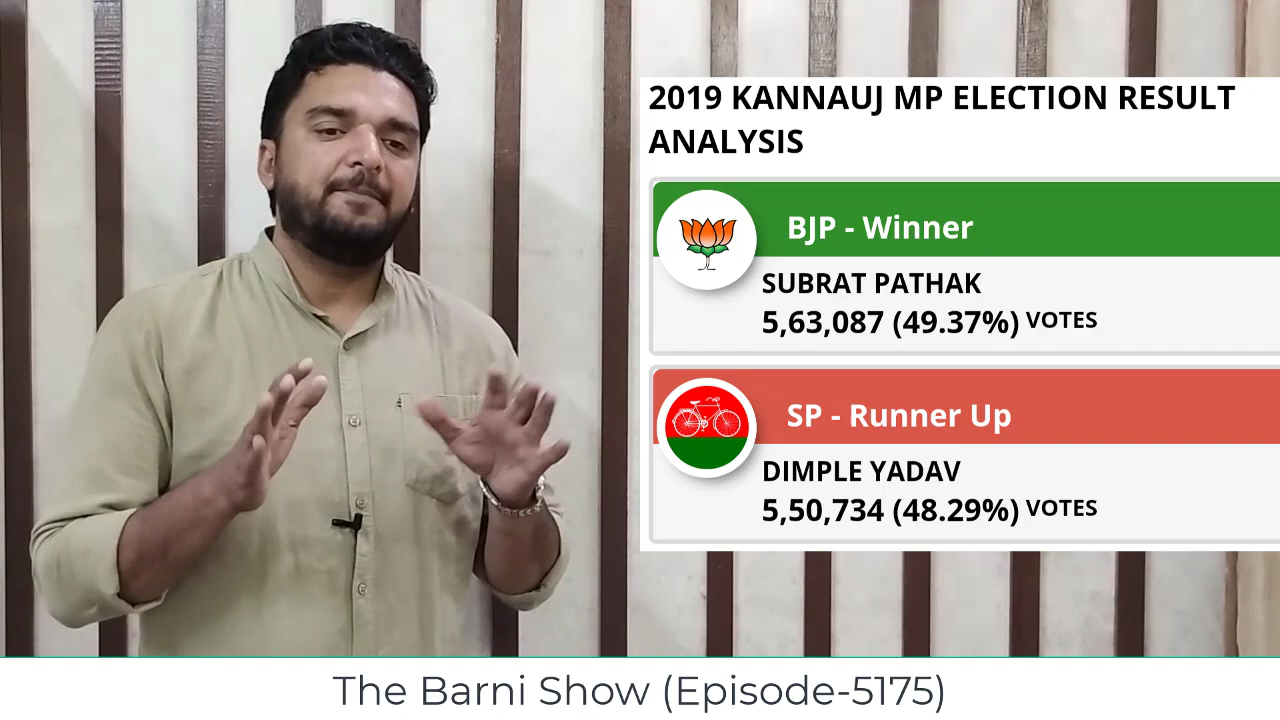 2019 KANNAUJ MP ELECTION RESULT
ANALYSIS
BJP - Winner
SUBRAT PATHAK
5,63,087 (49.37%) VOTES
SP - Runner Up
DIMPLE YADAV
5,50,734 (48.29%) VOTES
The Barni Show (Episode-5175)